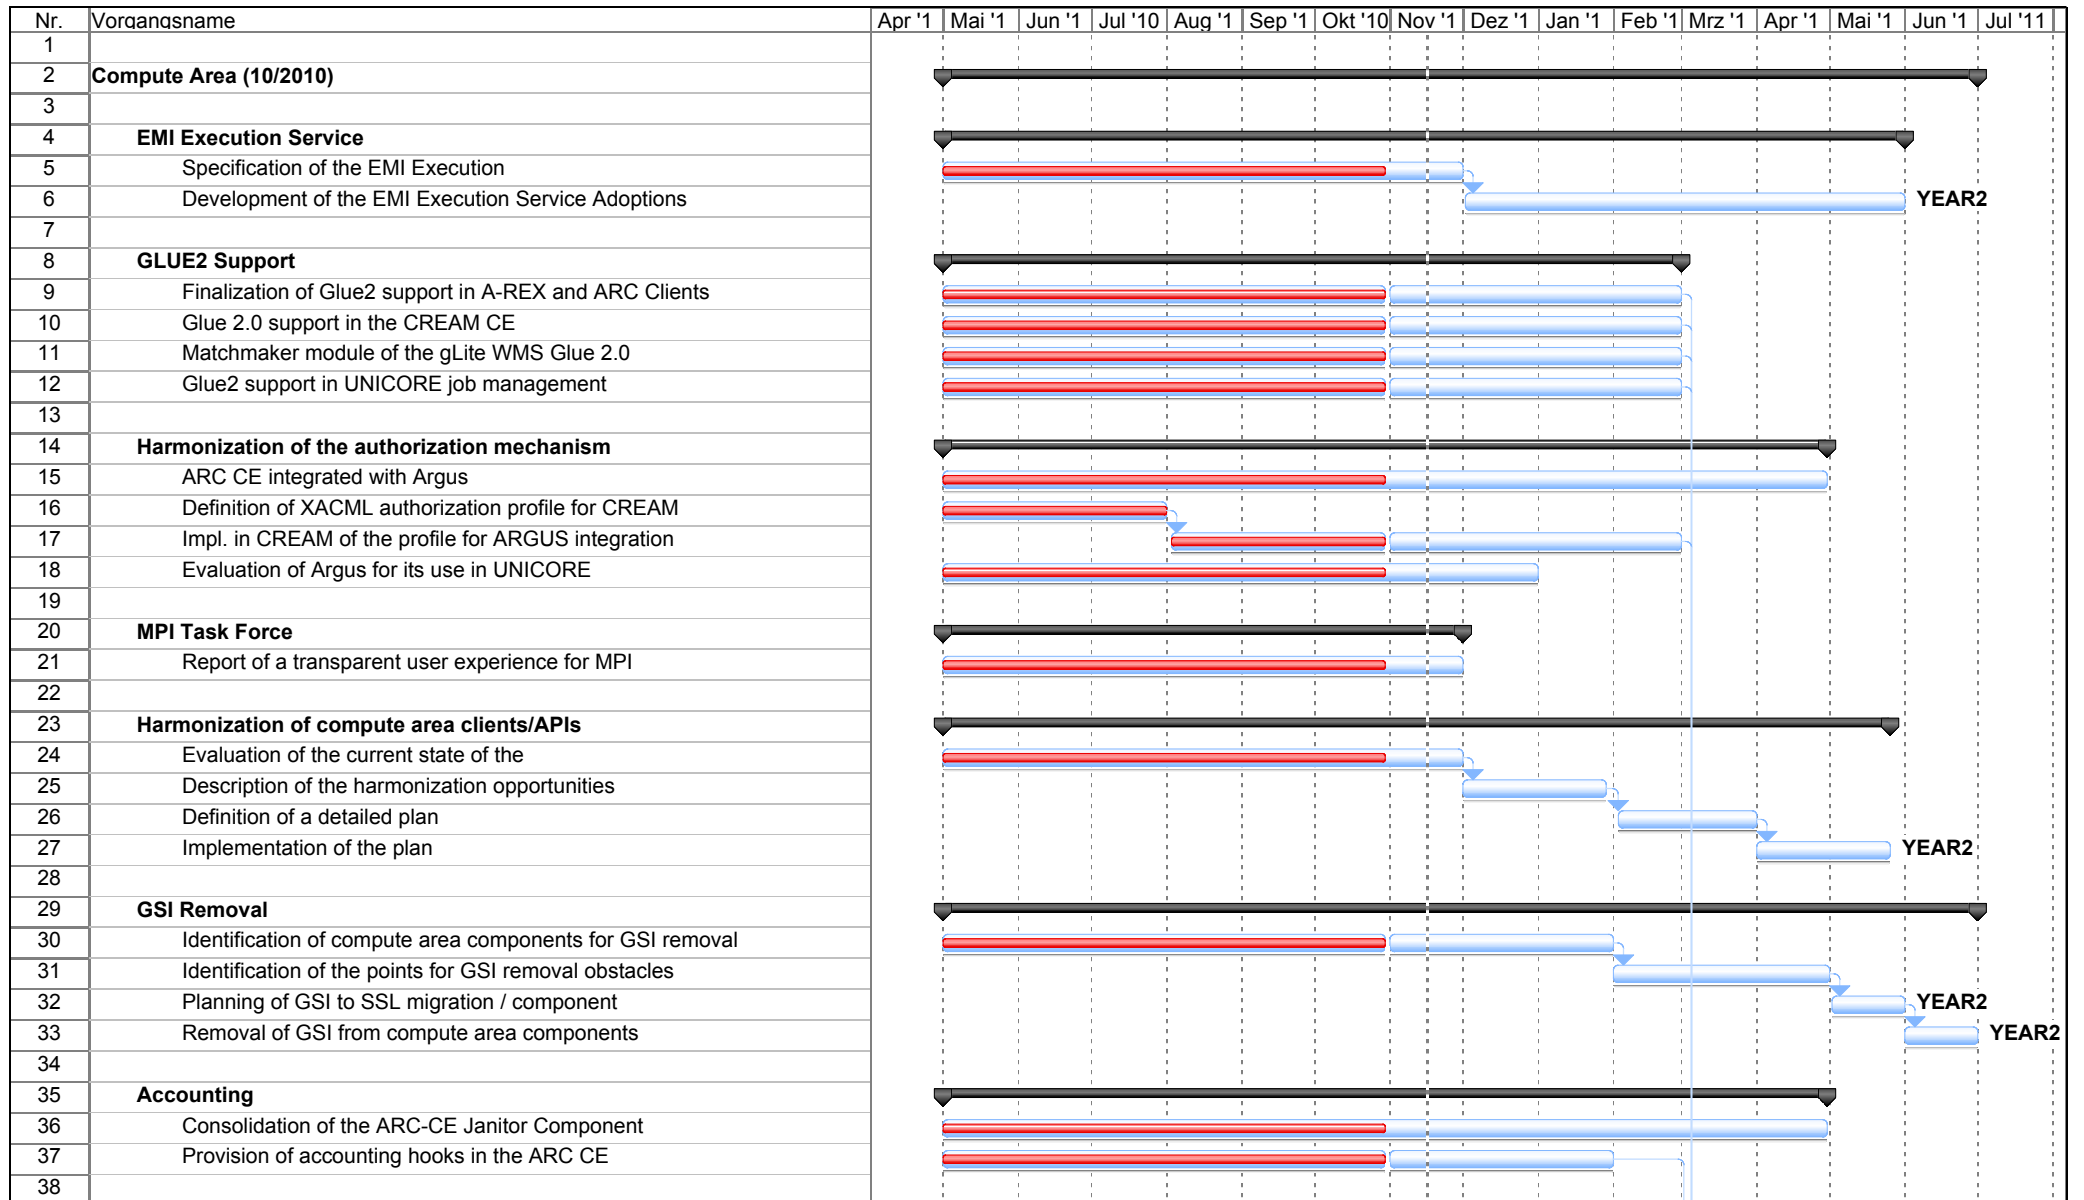 Nr. Vorgangsname Apr '1 Mai '1 Jun '1 Jul '10 Aug '1 Sep '1 Okt '10 Nov '1 Dez '1 Jan '1 Feb '1 Mrz '1 Apr '1 Mai '1 Jun '1 Jul '11
1
2 Compute Area (10/2010)
3
4 EMI Execution Service
5 Specification of the EMI Execution
6 Development of the EMI Execution Service Adoptions YEAR2
7
8 GLUE2 Support
9 Finalization of Glue2 support in A-REX and ARC Clients
10 Glue 2.0 support in the CREAM CE
11 Matchmaker module of the gLite WMS Glue 2.0
12 Glue2 support in UNICORE job management
13
14 Harmonization of the authorization mechanism
15 ARC CE integrated with Argus
16 Definition of XACML authorization profile for CREAM
17 Impl. in CREAM of the profile for ARGUS integration
18 Evaluation of Argus for its use in UNICORE
19
20 MPI Task Force
21 Report of a transparent user experience for MPI
22
23 Harmonization of compute area clients/APIs
24 Evaluation of the current state of the
25 Description of the harmonization opportunities
26 Definition of a detailed plan
27 Implementation of the plan YEAR2
28
29 GSI Removal
30 Identification of compute area components for GSI removal
31 Identification of the points for GSI removal obstacles
32 Planning of GSI to SSL migration / component YEAR2
33 Removal of GSI from compute area components YEAR2
34
35 Accounting
36 Consolidation of the ARC-CE Janitor Component
37 Provision of accounting hooks in the ARC CE
38